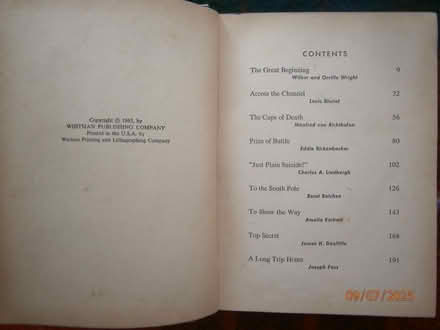 Copyright © 1965, by
WHITMAN PUBLISHING COMPANY
Printed in the U.S.A. by
Western Printing and Lithographing Company
CONTENTS
The Great Beginning 9
Wilbur and Orville Wright
Across the Channel 32
Louis Blériot
The Cups of Death 56
Manfred von Richthofen
Prize of Battle 80
Eddie Rickenbacker
"Just Plain Suicide!" 102
Charles A. Lindbergh
To the South Pole 126
Bernt Balchen
To Show the Way 143
Amelia Earhart
Top Secret 168
James H. Doolittle
A Long Trip Home 191
Joseph Foss
09/07/2025